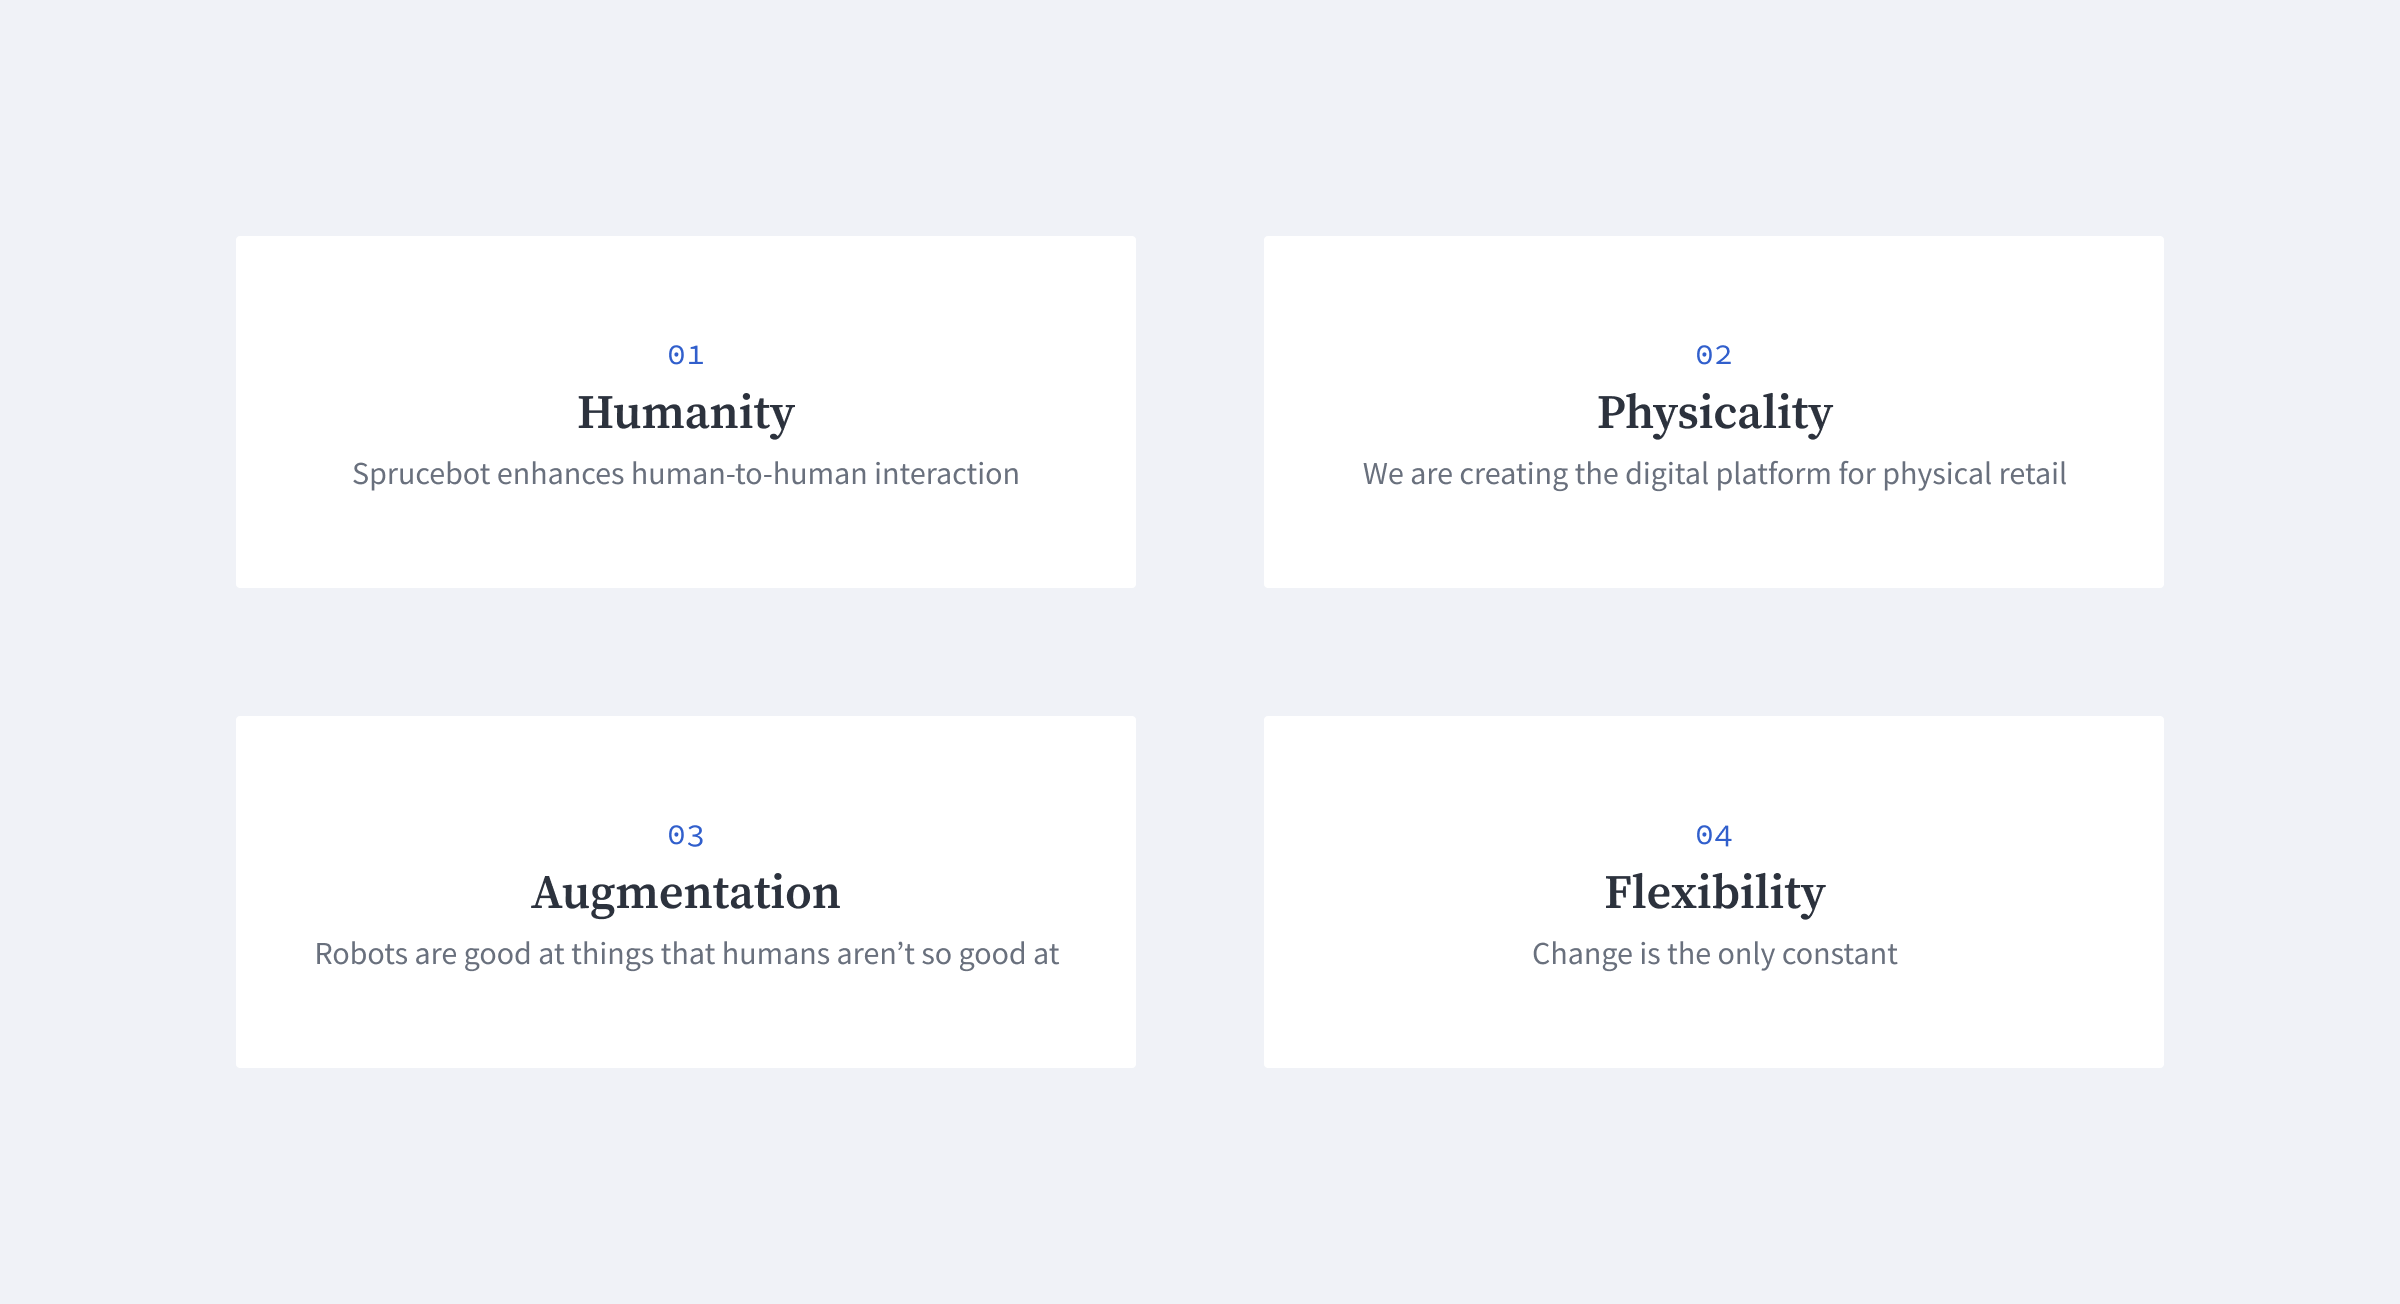 01
Humanity
Sprucebot enhances human-to-human interaction
02
Physicality
We are creating the digital platform for physical retail
03
Augmentation
Robots are good at things that humans aren’t so good at
04
Flexibility
Change is the only constant